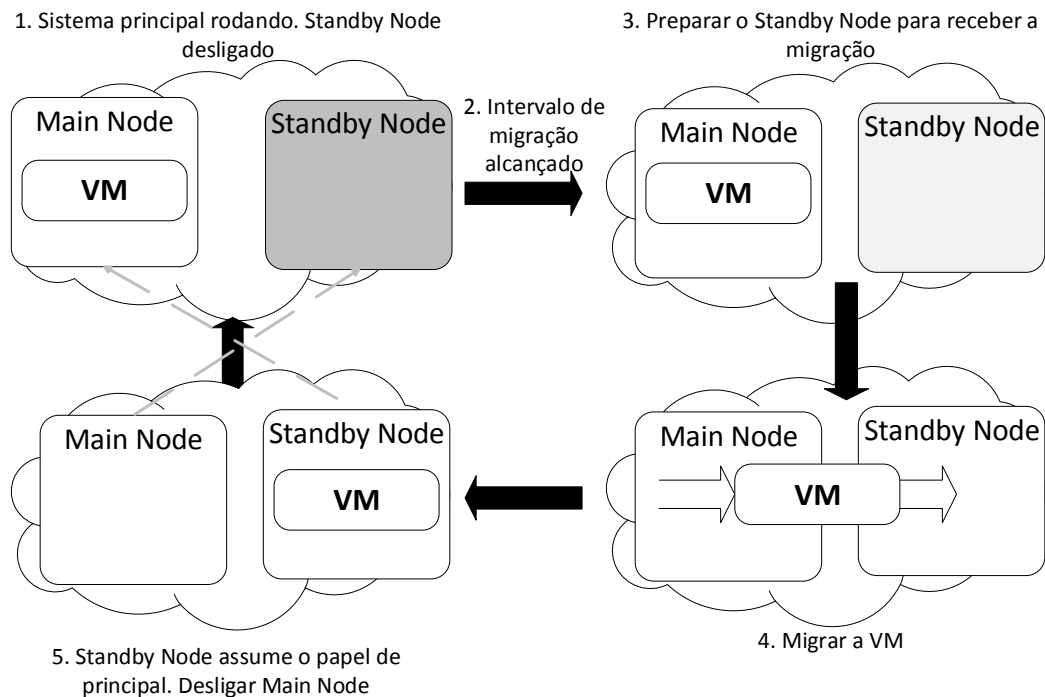 1. Sistema principal rodando. Standby Node
desligado
Main Node
VM
Standby Node
2. Intervalo de
migração
alcançado
3. Preparar o Standby Node para receber a
migração
Main Node
VM
Standby Node
Main Node
VM
Standby Node
4. Migrar a VM
Main Node
Standby Node
VM
5. Standby Node assume o papel de
principal. Desligar Main Node